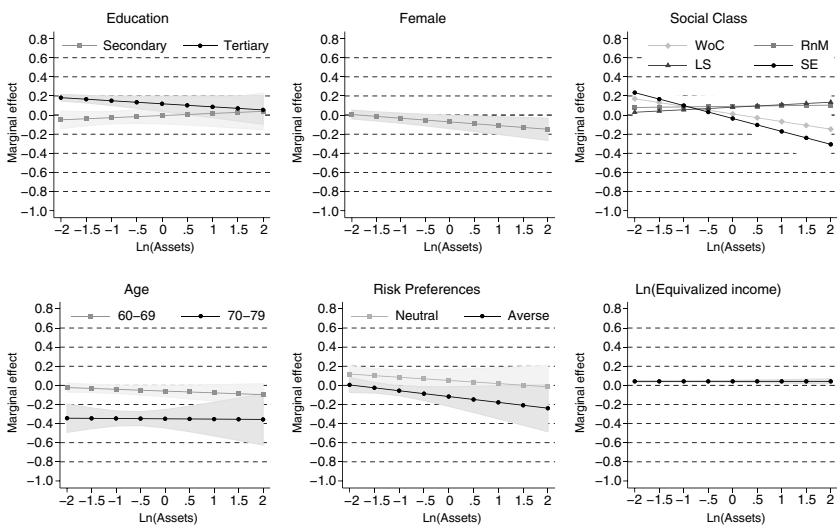 Education
Secondary Tertiary
Marginal effect
0.8
0.6
0.4
0.2
0.0
−0.2
−0.4
−0.6
−0.8
−1.0
−2 −1.5 −1 −.5 0 .5 1 1.5 2
Ln(Assets)
Female
Marginal effect
0.8
0.6
0.4
0.2
0.0
−0.2
−0.4
−0.6
−0.8
−1.0
−2 −1.5 −1 −.5 0 .5 1 1.5 2
Ln(Assets)
Social Class
WoC RnM
LS SE
Marginal effect
0.8
0.6
0.4
0.2
0.0
−0.2
−0.4
−0.6
−0.8
−1.0
−2 −1.5 −1 −.5 0 .5 1 1.5 2
Ln(Assets)
Age
60−69 70−79
Marginal effect
0.8
0.6
0.4
0.2
0.0
−0.2
−0.4
−0.6
−0.8
−1.0
−2 −1.5 −1 −.5 0 .5 1 1.5 2
Ln(Assets)
Risk Preferences
Neutral Averse
Marginal effect
0.8
0.6
0.4
0.2
0.0
−0.2
−0.4
−0.6
−0.8
−1.0
−2 −1.5 −1 −.5 0 .5 1 1.5 2
Ln(Assets)
Ln(Equivalized income)
Marginal effect
0.8
0.6
0.4
0.2
0.0
−0.2
−0.4
−0.6
−0.8
−1.0
−2 −1.5 −1 −.5 0 .5 1 1.5 2
Ln(Assets)